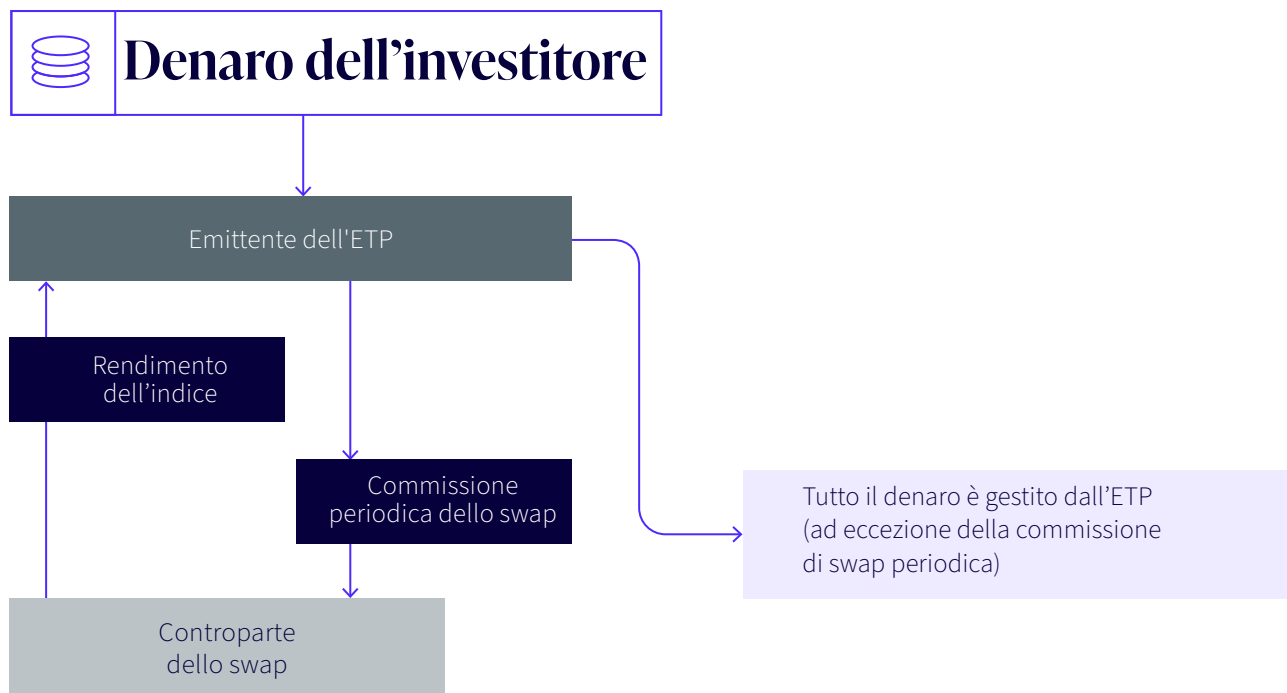 Denaro dell’investitore
Emittente dell'ETP
Rendimento
dell’indice
Commissione
periodica dello swap
Tutto il denaro è gestito dall’ETP
(ad eccezione della commissione
di swap periodica)
Controparte
dello swap